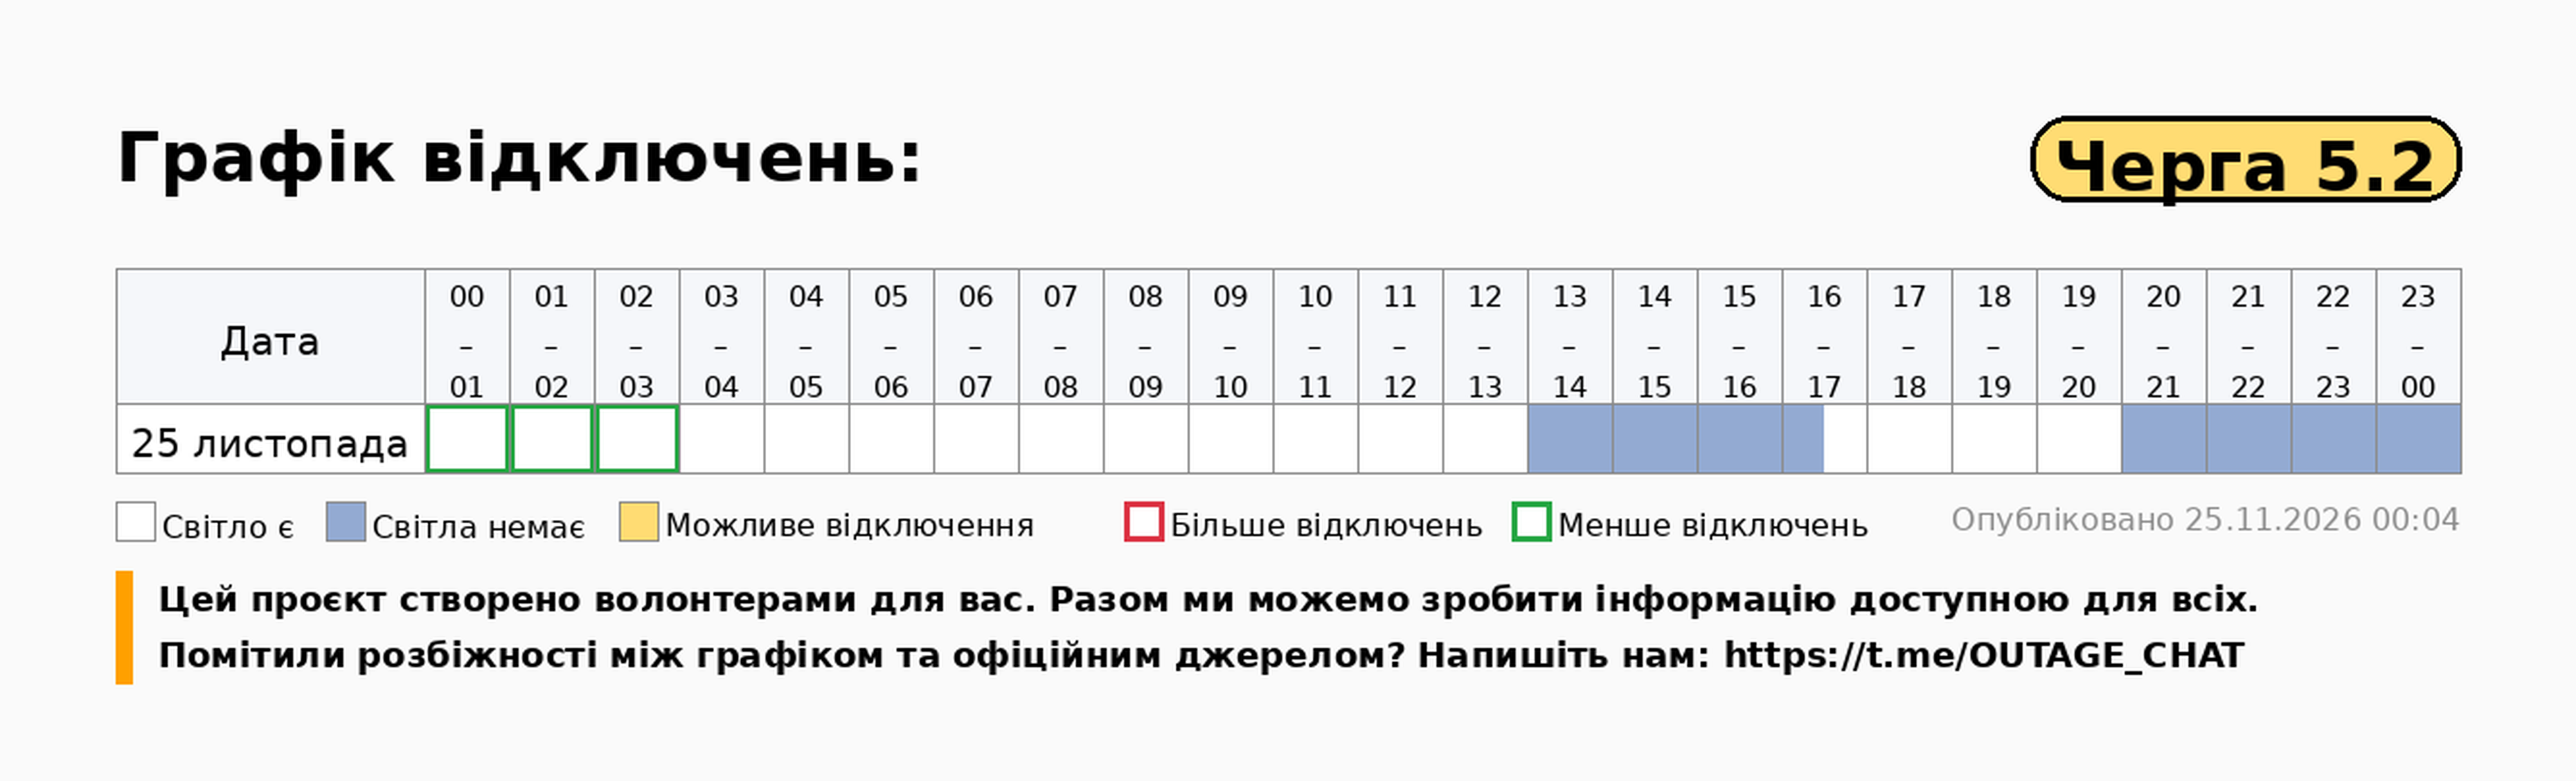 Графік відключень:
Черга 5.2
Дата
00 – 01
01 – 02
02 – 03
03 – 04
04 – 05
05 – 06
06 – 07
07 – 08
08 – 09
09 – 10
10 – 11
11 – 12
12 – 13
13 – 14
14 – 15
15 – 16
16 – 17
17 – 18
18 – 19
19 – 20
20 – 21
21 – 22
22 – 23
23 – 00
25 листопада
Світло є
Світла немає
Можливе відключення
Більше відключень
Менше відключень
Опубліковано 25.11.2026 00:04
Цей проєкт створено волонтерами для вас. Разом ми можемо зробити інформацію доступною для всіх.
Помітили розбіжності між графіком та офіційним джерелом? Напишіть нам: https://t.me/OUTAGE_CHAT